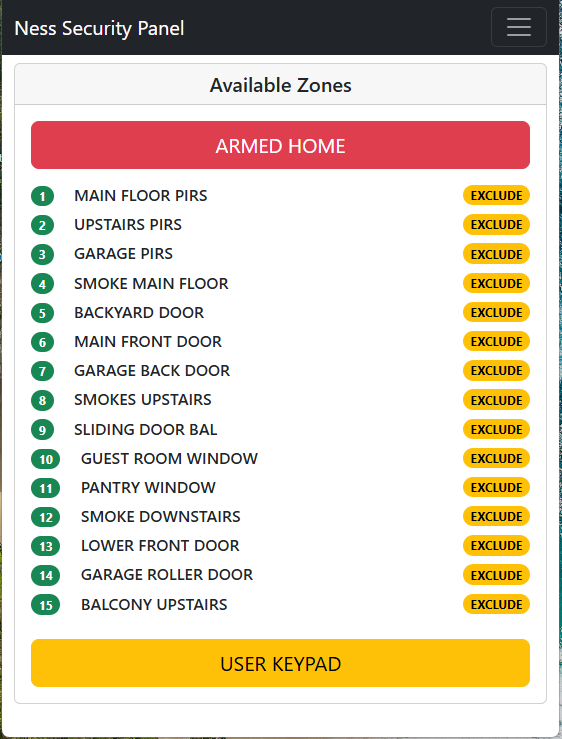 Ness Security Panel
Available Zones
ARMED HOME
1 MAIN FLOOR PIRS EXCLUDE
2 UPSTAIRS PIRS EXCLUDE
3 GARAGE PIRS EXCLUDE
4 SMOKE MAIN FLOOR EXCLUDE
5 BACKYARD DOOR EXCLUDE
6 MAIN FRONT DOOR EXCLUDE
7 GARAGE BACK DOOR EXCLUDE
8 SMOKES UPSTAIRS EXCLUDE
9 SLIDING DOOR BAL EXCLUDE
10 GUEST ROOM WINDOW EXCLUDE
11 PANTRY WINDOW EXCLUDE
12 SMOKE DOWNSTAIRS EXCLUDE
13 LOWER FRONT DOOR EXCLUDE
14 GARAGE ROLLER DOOR EXCLUDE
15 BALCONY UPSTAIRS EXCLUDE
USER KEYPAD